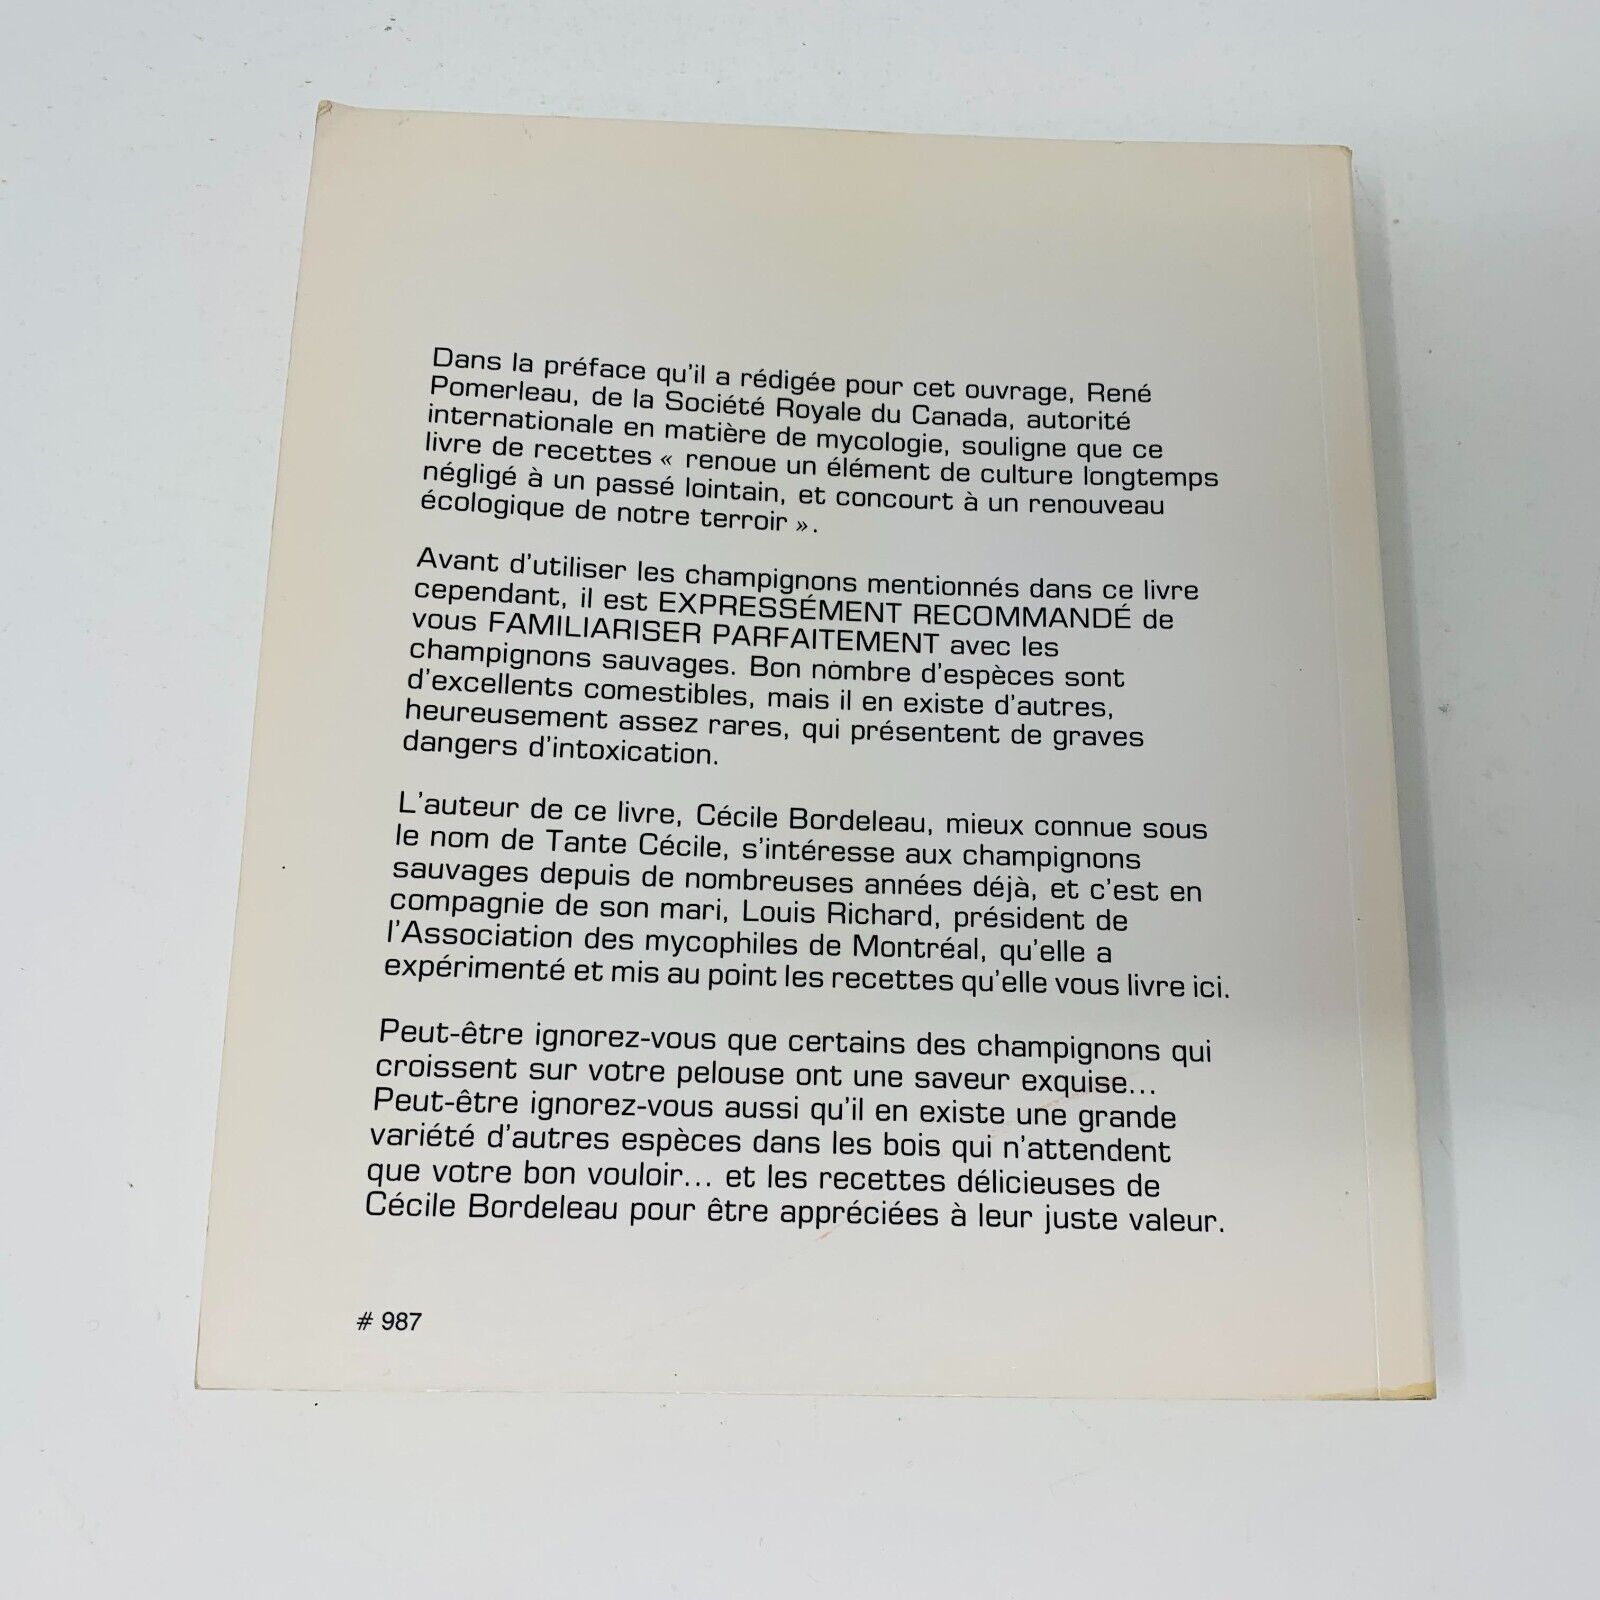 Dans la préface qu'il a rédigée pour cet ouvrage, René
Pomerleau, de la Société Royale du Canada, autorité
internationale en matière de mycologie, souligne que ce
livre de recettes « renoue un élément de culture longtemps
négligé à un passé lointain, et concourt à un renouveau
écologique de notre terroir ».
Avant d'utiliser les champignons mentionnés dans ce livre
cependant, il est EXPRESSÉMENT RECOMMANDÉ de
vous FAMILIARISER PARFAITEMENT avec les
champignons sauvages. Bon nombre d'espèces sont
d'excellents comestibles, mais il en existe d'autres,
heureusement assez rares, qui présentent de graves
dangers d'intoxication.
L'auteur de ce livre, Cécile Bordeleau, mieux connue sous
le nom de Tante Cécile, s'intéresse aux champignons
sauvages depuis de nombreuses années déjà, et c'est en
compagnie de son mari, Louis Richard, président de
l'Association des mycophiles de Montréal, qu'elle a
expérimenté et mis au point les recettes qu'elle vous livre ici.
Peut-être ignorez-vous que certains des champignons qui
croissent sur votre pelouse ont une saveur exquise...
Peut-être ignorez-vous aussi qu'il en existe une grande
variété d'autres espèces dans les bois qui n'attendent
que votre bon vouloir... et les recettes délicieuses de
Cécile Bordeleau pour être appréciées à leur juste valeur.
# 987